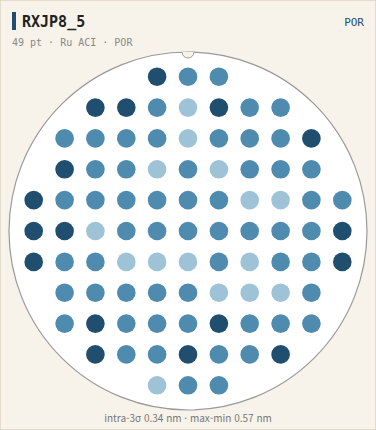 RXJP8_5
POR
49 pt · Ru ACI · POR
intra-3σ 0.34 nm · max-min 0.57 nm